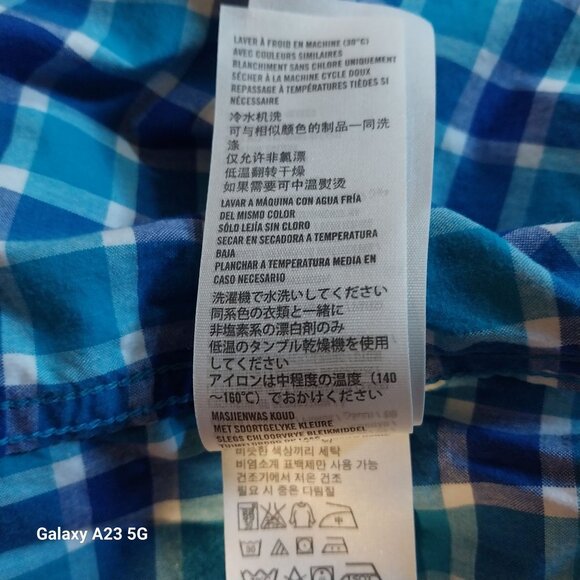 LAVER À FROID EN MACHINE (30°C)
AVEC COULEURS SIMILAIRES
BLANCHIMENT SANS CHLORE UNIQUEMENT
SÉCHER À LA MACHINE CYCLE DOUX
REPASSAGE À TEMPÉRATURES TIÈDES SI
NÉCESSAIRE
冷水机洗
可与相似颜色的制品一同洗
涤
仅允许非氯漂
低温翻转干燥
如果需要可中温熨烫
LAVAR A MÁQUINA CON AGUA FRÍA
DEL MISMO COLOR
SÓLO LEJÍA SIN CLORO
SECAR EN SECADORA A TEMPERATURA
BAJA
PLANCHAR A TEMPERATURA MEDIA EN
CASO NECESARIO
洗濯機で水洗いしてください
同系色の衣類と一緒に
非塩素系の漂白剤のみ
低温のタンブル乾燥機を使用し
てください
アイロンは中程度の温度（140
～160℃）でおかけください
MASJIENWAS KOUD
MET SOORTGELYKE KLEURE
SLEGS CHLOORVRYE BLEIKMIDDEL
비슷한 색상끼리 세탁
비염소계 표백제만 사용 가능
건조기에서 저온 건조
필요 시 중온 다림질
Galaxy A23 5G